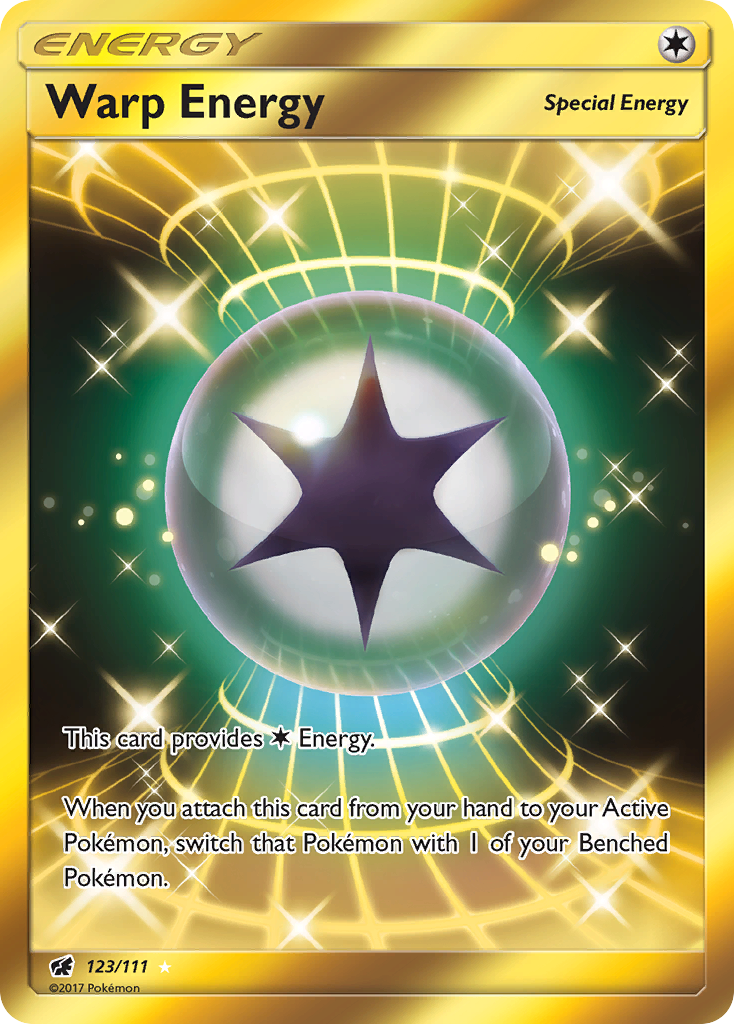 ENERGY
Warp Energy
Special Energy
This card provides Energy.
When you attach this card from your hand to your Active
Pokémon, switch that Pokémon with 1 of your Benched
Pokémon.
123/111
©2017 Pokémon